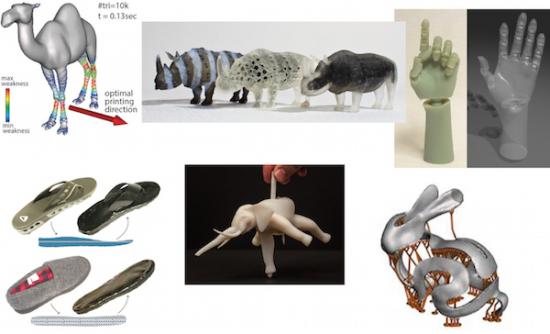 #tri=10k
t = 0.13sec
max.
weakness
min.
weakness
optimal
printing
direction